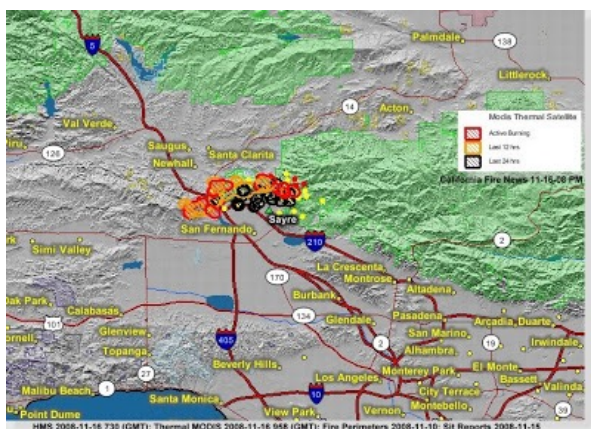 5
Palmdale
138
Littlerock
14
Acton
Modis Thermal Satellite
Active Burning
Last 12 hrs
Last 24 hrs
California Fire News 11-16-08 PM
Val Verde
Piru
126
Saugus
Newhall
Santa Clarita
Sayre
San Fernando
210
2
Simi Valley
La Crescenta
Montrose
170
Burbank
Altadena
Oak Park
Calabasas
134
Glendale
Pasadena
Arcadia
Duarte
101
San Marino
Glenview
405
2
Alhambra
19
Irwindale
Topanga
Beverly Hills
Monterey Park
El Monte
27
Los Angeles
Bassett
Malibu Beach
1
Santa Monica
10
City Terrace
Valinda
Point Dume
View Park
Vernon
Montebello
39
HMS 2008-11-16 730 (GMT); Thermal MODIS 2008-11-16 958 (GMT); Fire Perimeters 2008-11-10; Sit Reports 2008-11-15